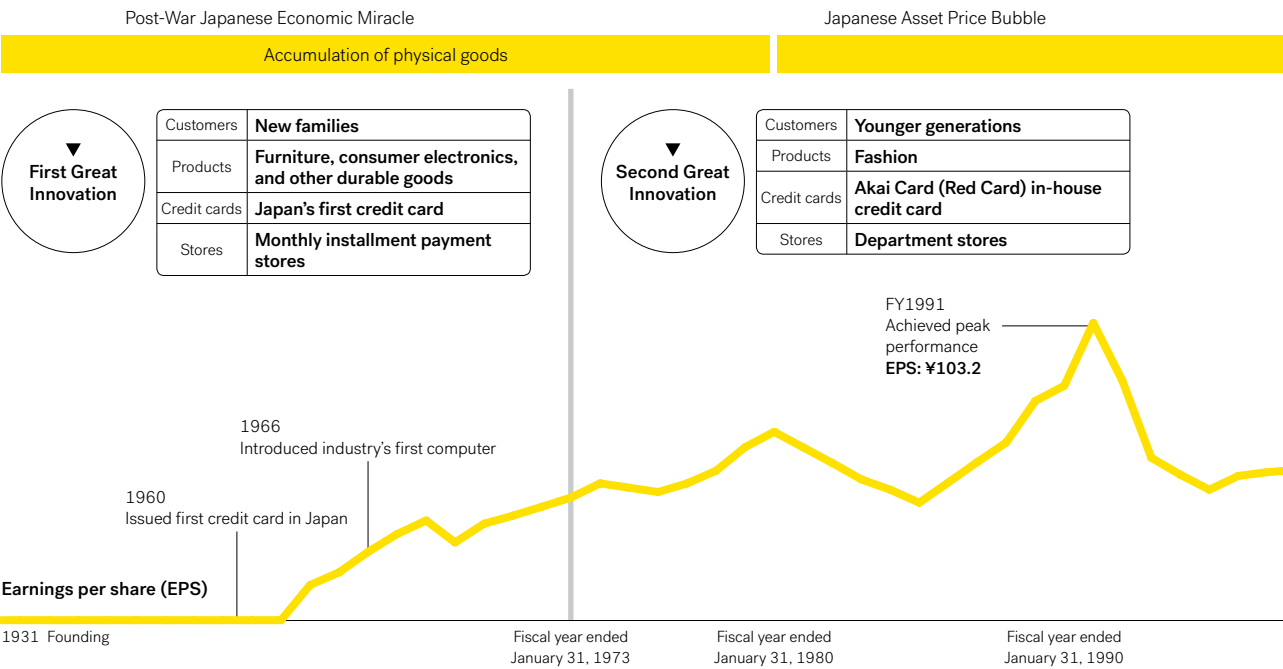 Post-War Japanese Economic Miracle
Japanese Asset Price Bubble
Accumulation of physical goods
▼
First Great
Innovation
Customers
New families
Products
Furniture, consumer electronics,
and other durable goods
Credit cards
Japan's first credit card
Stores
Monthly installment payment
stores
▼
Second Great
Innovation
Customers
Younger generations
Products
Fashion
Credit cards
Akai Card (Red Card) in-house
credit card
Stores
Department stores
FY1991
Achieved peak
performance
EPS: ¥103.2
1966
Introduced industry's first computer
1960
Issued first credit card in Japan
Earnings per share (EPS)
1931 Founding
Fiscal year ended
January 31, 1973
Fiscal year ended
January 31, 1980
Fiscal year ended
January 31, 1990